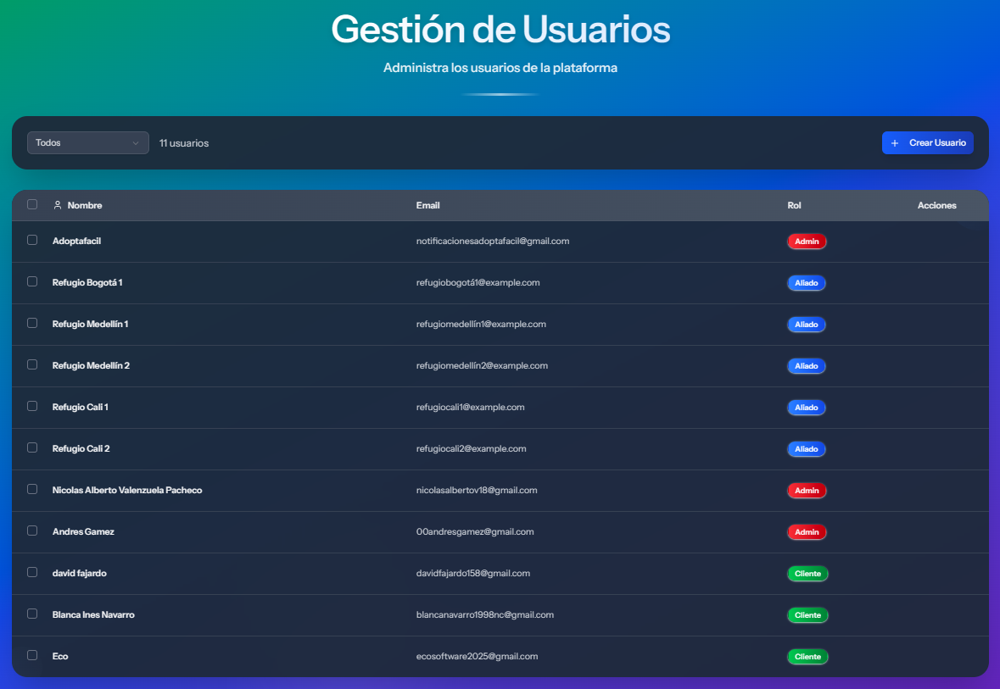 Gestión de Usuarios
Administra los usuarios de la plataforma
Todos 11 usuarios + Crear Usuario
Nombre Email Rol Acciones
Adoptafacil notificacionesadoptafacil@gmail.com Admin
Refugio Bogotá 1 refugiobogotá1@example.com Aliado
Refugio Medellín 1 refugiomedellín1@example.com Aliado
Refugio Medellín 2 refugiomedellín2@example.com Aliado
Refugio Cali 1 refugiocali1@example.com Aliado
Refugio Cali 2 refugiocali2@example.com Aliado
Nicolas Alberto Valenzuela Pacheco nicolasalbertov18@gmail.com Admin
Andres Gamez 00andresgamez@gmail.com Admin
david fajardo davidfajardo158@gmail.com Cliente
Blanca Ines Navarro blancanavarro1998nc@gmail.com Cliente
Eco ecosoftware2025@gmail.com Cliente